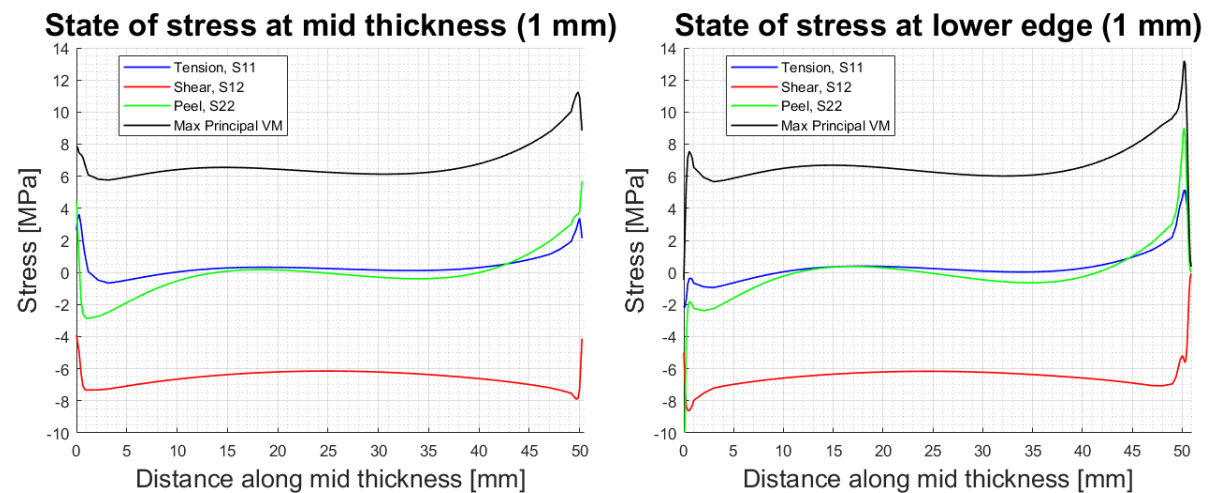 State of stress at mid thickness (1 mm)
Stress [MPa]
14
12
10
8
6
4
2
0
-2
-4
-6
-8
-10
Tension, S11
Shear, S12
Peel, S22
Max Principal VM
0 5 10 15 20 25 30 35 40 45 50
Distance along mid thickness [mm]
State of stress at lower edge (1 mm)
Stress [MPa]
14
12
10
8
6
4
2
0
-2
-4
-6
-8
-10
Tension, S11
Shear, S12
Peel, S22
Max Principal VM
0 5 10 15 20 25 30 35 40 45 50
Distance along mid thickness [mm]